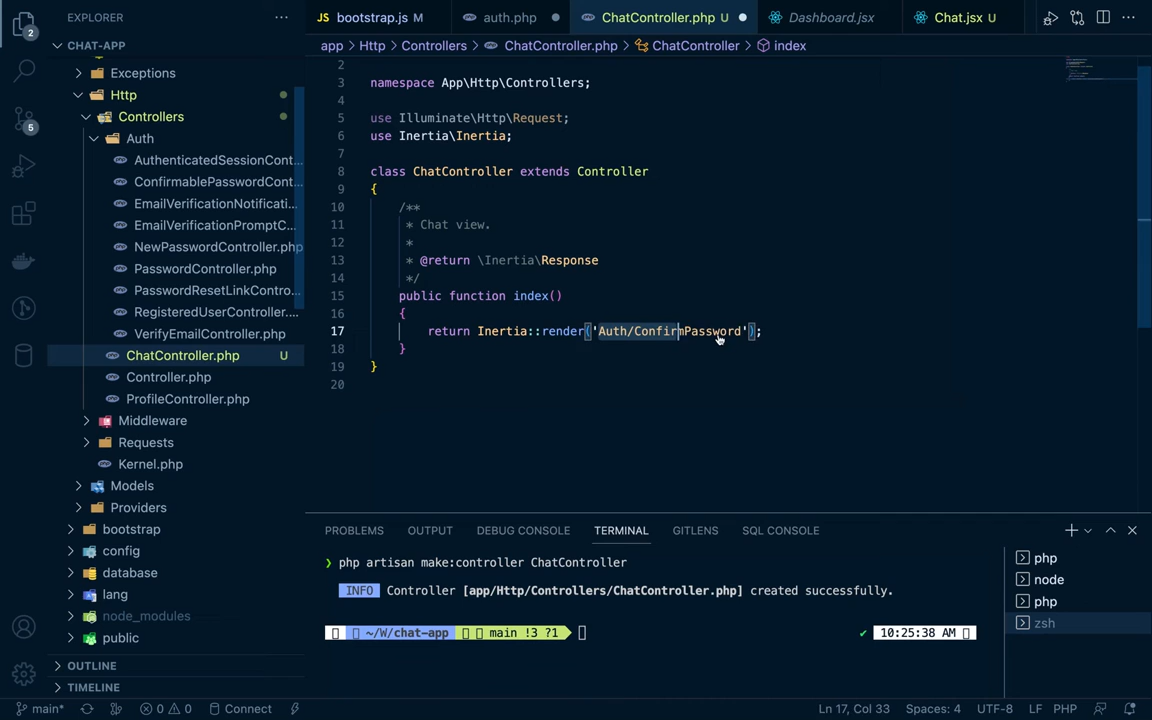 EXPLORER
CHAT-APP
Exceptions
Http
Controllers
Auth
AuthenticatedSessionCont...
ConfirmablePasswordCont...
EmailVerificationNotificati...
EmailVerificationPromptC...
NewPasswordController.php
PasswordController.php
PasswordResetLinkContro...
RegisteredUserController....
VerifyEmailController.php
ChatController.php U
Controller.php
ProfileController.php
Middleware
Requests
Kernel.php
Models
Providers
bootstrap
config
database
lang
node_modules
public
OUTLINE
TIMELINE
2
5
bootstrap.js M
auth.php
ChatController.php U
Dashboard.jsx
Chat.jsx U
app > Http > Controllers > ChatController.php > ChatController > index
2
3 namespace App\Http\Controllers;
4
5 use Illuminate\Http\Request;
6 use Inertia\Inertia;
7
8 class ChatController extends Controller
9 {
10 /**
11 * Chat view.
12 *
13 * @return \Inertia\Response
14 */
15 public function index()
16 {
17 return Inertia::render('Auth/ConfirmPassword');
18 }
19 }
20
PROBLEMS OUTPUT DEBUG CONSOLE TERMINAL GITLENS SQL CONSOLE
❯ php artisan make:controller ChatController
INFO Controller [app/Http/Controllers/ChatController.php] created successfully.
~/W/chat-app main !3 ?1
✔ 10:25:38 AM
php
node
php
zsh
main* 0 0 Connect Ln 17, Col 33 Spaces: 4 UTF-8 LF PHP